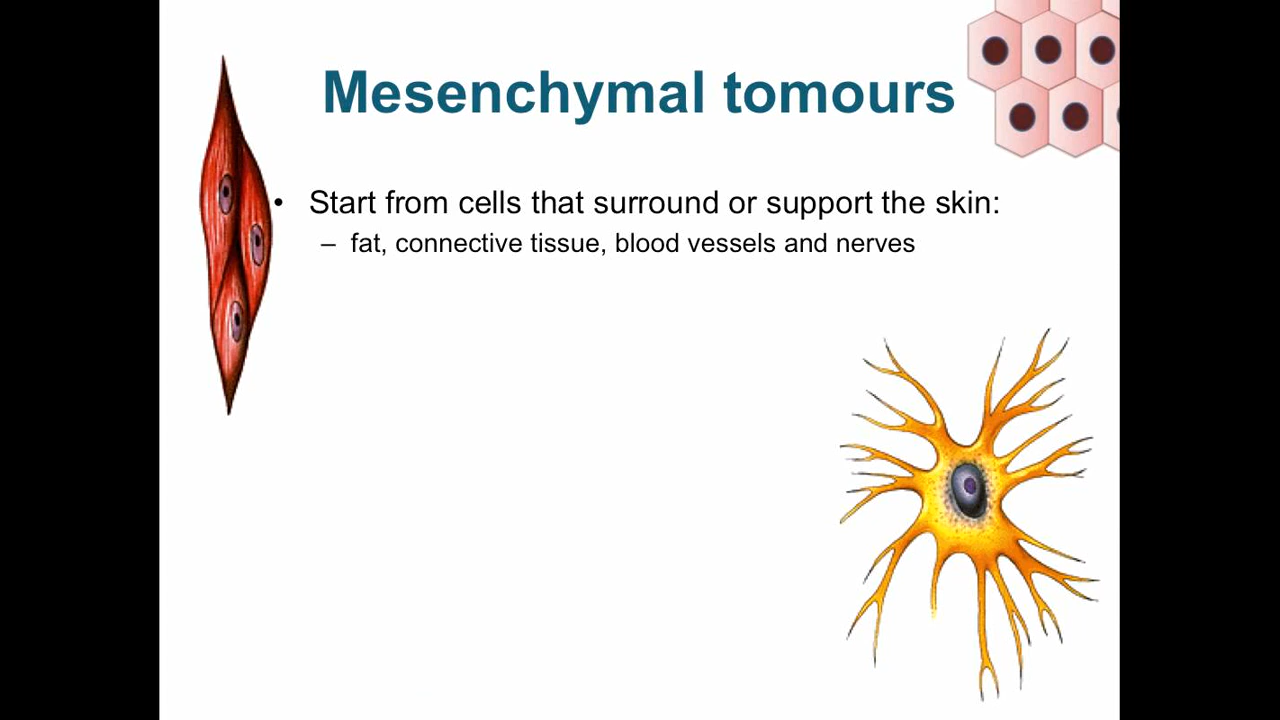 Mesenchymal tomours
• Start from cells that surround or support the skin:
– fat, connective tissue, blood vessels and nerves